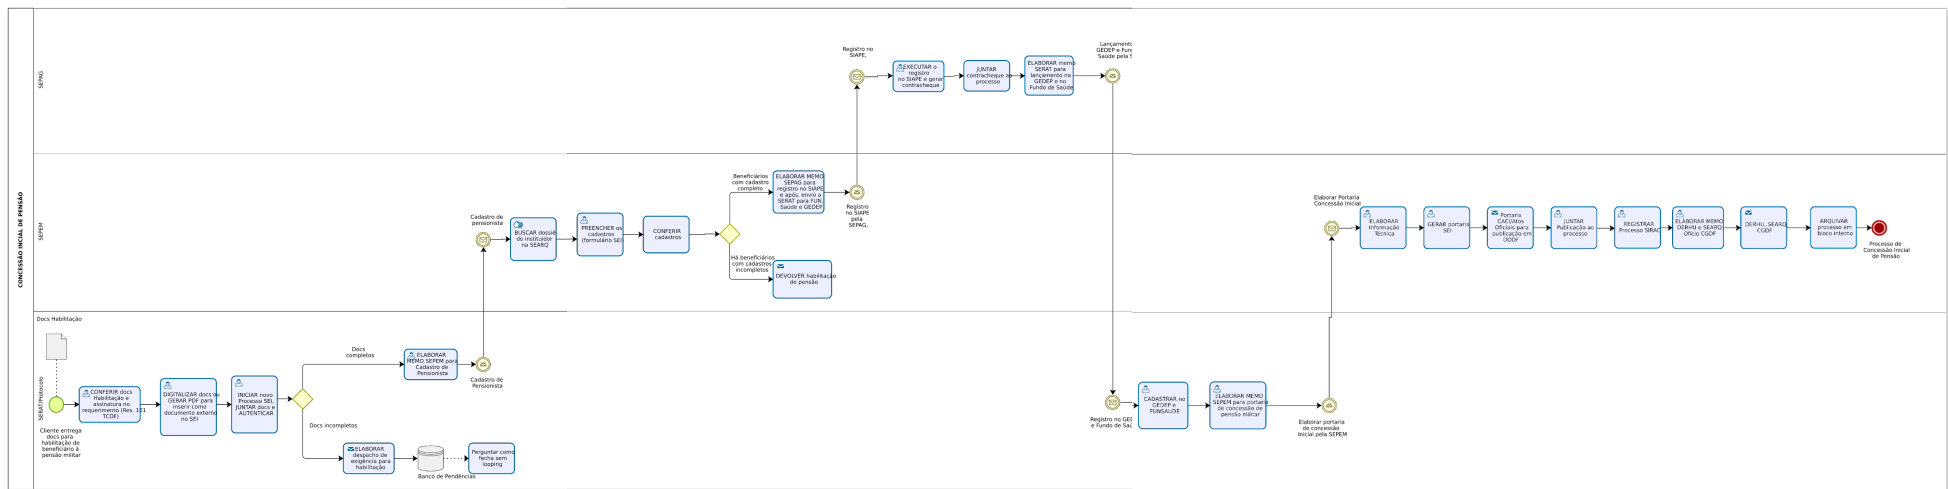 CONCESSÃO INICIAL DE PENSÃO
SEPAG
Registro no
SIAPE,
EXECUTAR o
registro
no SIAPE e gerar
contracheque
JUNTAR
contracheque ao
processo
ELABORAR memo
SERAT para
lançamento no
GEDEP e no
Fundo de Saúde
Lançamento
GEDEP e Fun
Saúde pela S
SEPEM
Cadastro de
pensionista
BUSCAR dossiê
do instituidor
na SEARQ
PREENCHER os
cadastros
(formulário SEI
CONFERIR
cadastros
Beneficiários
com cadastro
completo
ELABORAR MEMO
SEPAG para
registro no SIAPE
e após, envio a
SERAT para FUN.
Saúde e GEDEP
Registro
no SIAPE
pela
SEPAG,
Há beneficiários
com cadastros
incompletos
DEVOLVER habilitação
de pensão
Elaborar Portaria
Concessão Inicial
ELABORAR
Informação
Técnica
GERAR portaria
SEI
Portaria
CACI/Atos
Oficiais para
publicação em
DODF
JUNTAR
Publicação ao
processo
REGISTRAR
Processo SIRAC
ELABORAR MEMO
DERHU e SEARQ
Ofício CGDF
DERHU, SEARQ
CGDF
ARQUIVAR
processo em
bloco interno
Processo de
Concessão Inicial
de Pensão
SERAT/Protocolo
Docs Habilitação
Cliente entrega
docs para
habilitação de
beneficiário à
pensão militar
CONFERIR docs
Habilitação e
assinatura no
requerimento (Res. 101
TCDF)
DIGITALIZAR docs ou
GERAR PDF para
inserir como
documento externo
no SEI
INICIAR novo
Processo SEI,
JUNTAR docs e
AUTENTICAR
Docs
completos
ELABORAR
MEMO SEPEM para
Cadastro de
Pensionista
Cadastro de
Pensionista
Docs incompletos
ELABORAR
despacho de
exigência para
habilitação
Banco de Pendências
Perguntar como
fecha sem
looping
Registro no GED
e Fundo de Saú
CADASTRAR no
GEDEP e
FUNSAUDE
ELABORAR MEMO
SEPEM para portaria
de concessão de
pensão militar
Elaborar portaria
de concessão
Inicial pela SEPEM